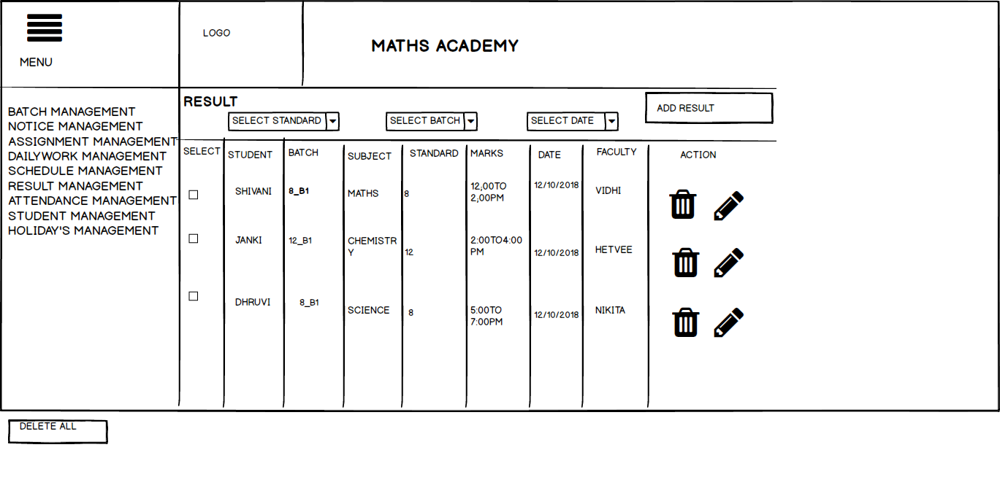 MENU
LOGO
MATHS ACADEMY
BATCH MANAGEMENT
NOTICE MANAGEMENT
ASSIGNMENT MANAGEMENT
DAILYWORK MANAGEMENT
SCHEDULE MANAGEMENT
RESULT MANAGEMENT
ATTENDANCE MANAGEMENT
STUDENT MANAGEMENT
HOLIDAY'S MANAGEMENT
RESULT
SELECT STANDARD
SELECT BATCH
SELECT DATE
ADD RESULT
SELECT STUDENT BATCH SUBJECT STANDARD MARKS DATE FACULTY ACTION
SHIVANI 8_B1 MATHS 8 12,00TO 12/10/2018 VIDHI
2,00PM
JANKI 12_B1 CHEMISTR 12 2:00TO4:00 12/10/2018 HETVEE
Y PM
DHRUVI 8_B1 SCIENCE 8 5:00TO 12/10/2018 NIKITA
7:00PM
DELETE ALL